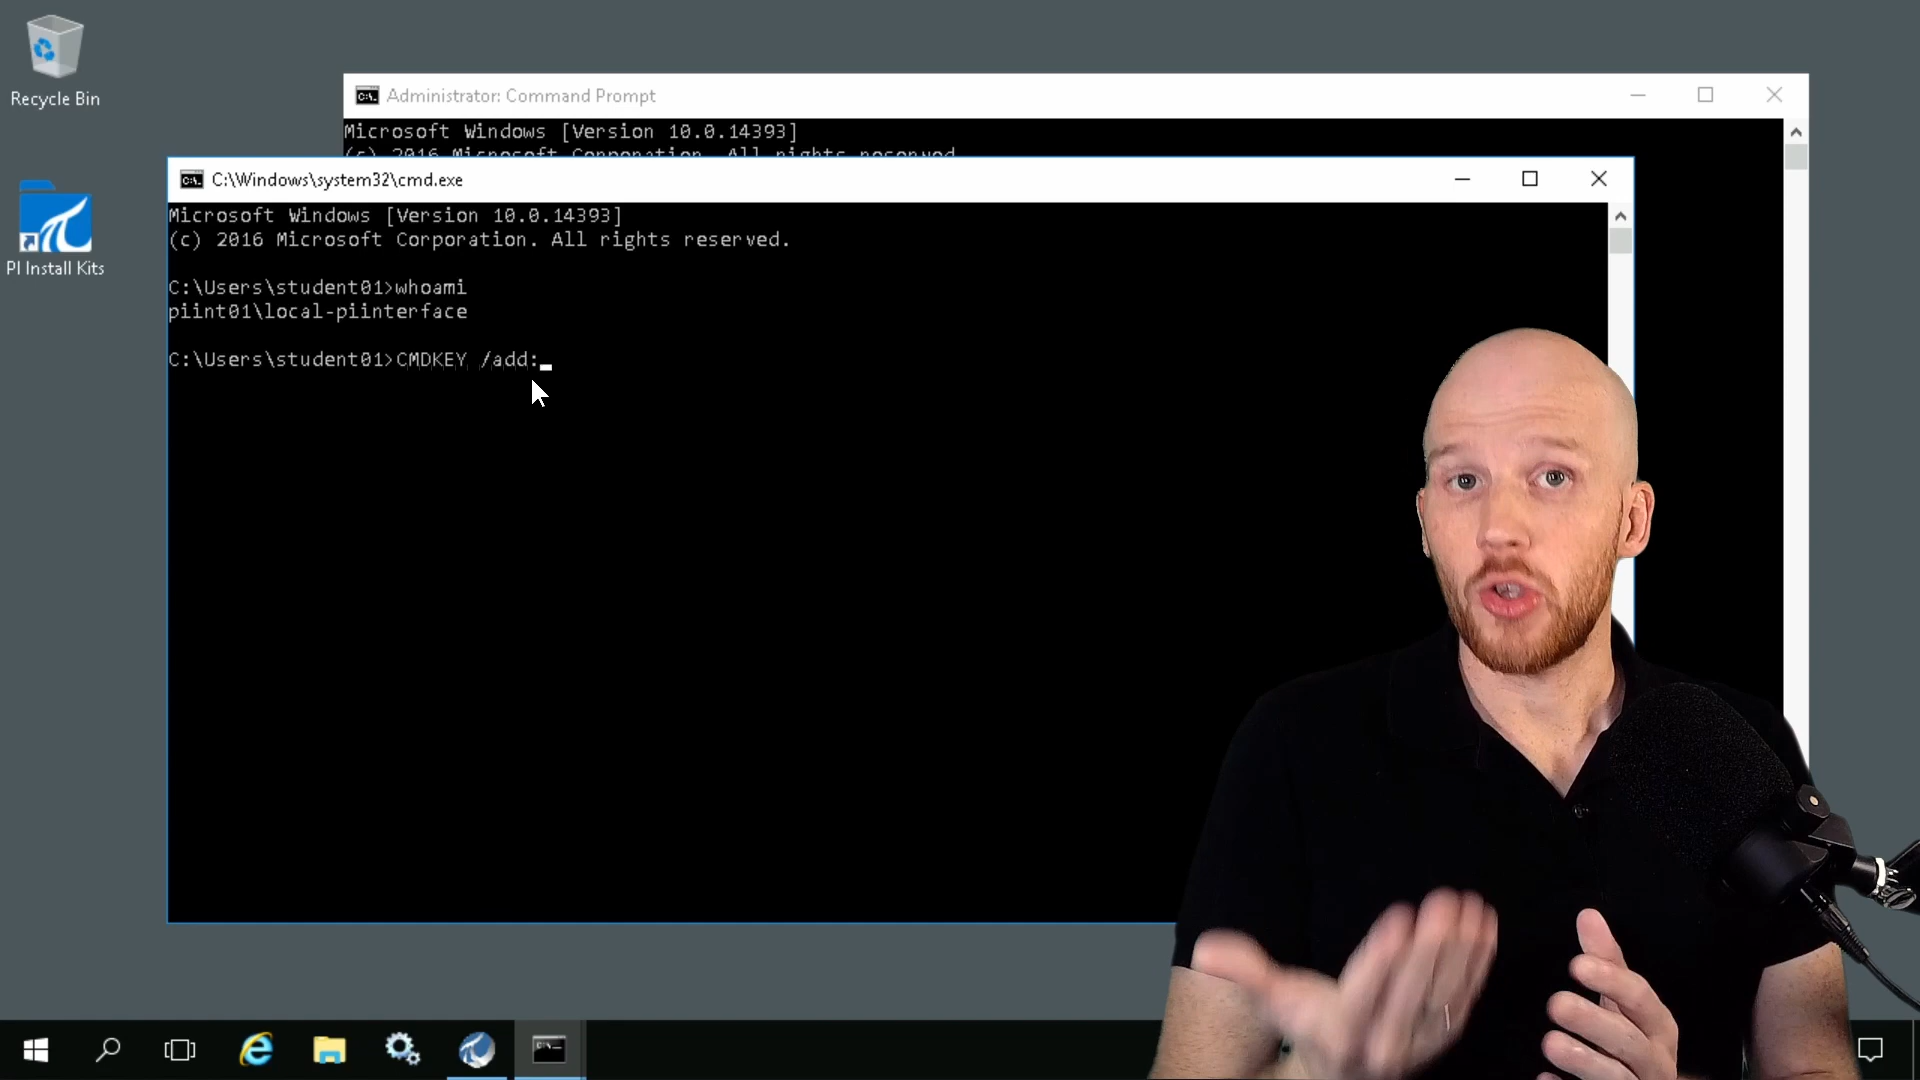 Recycle Bin
PI Install Kits
Administrator: Command Prompt
Microsoft Windows [Version 10.0.14393]
(c) 2016 Microsoft Corporation. All rights reserved.
C:\Windows\system32\cmd.exe
Microsoft Windows [Version 10.0.14393]
(c) 2016 Microsoft Corporation. All rights reserved.
C:\Users\student01>whoami
piint01\local-piinterface
C:\Users\student01>CMDKEY /add: